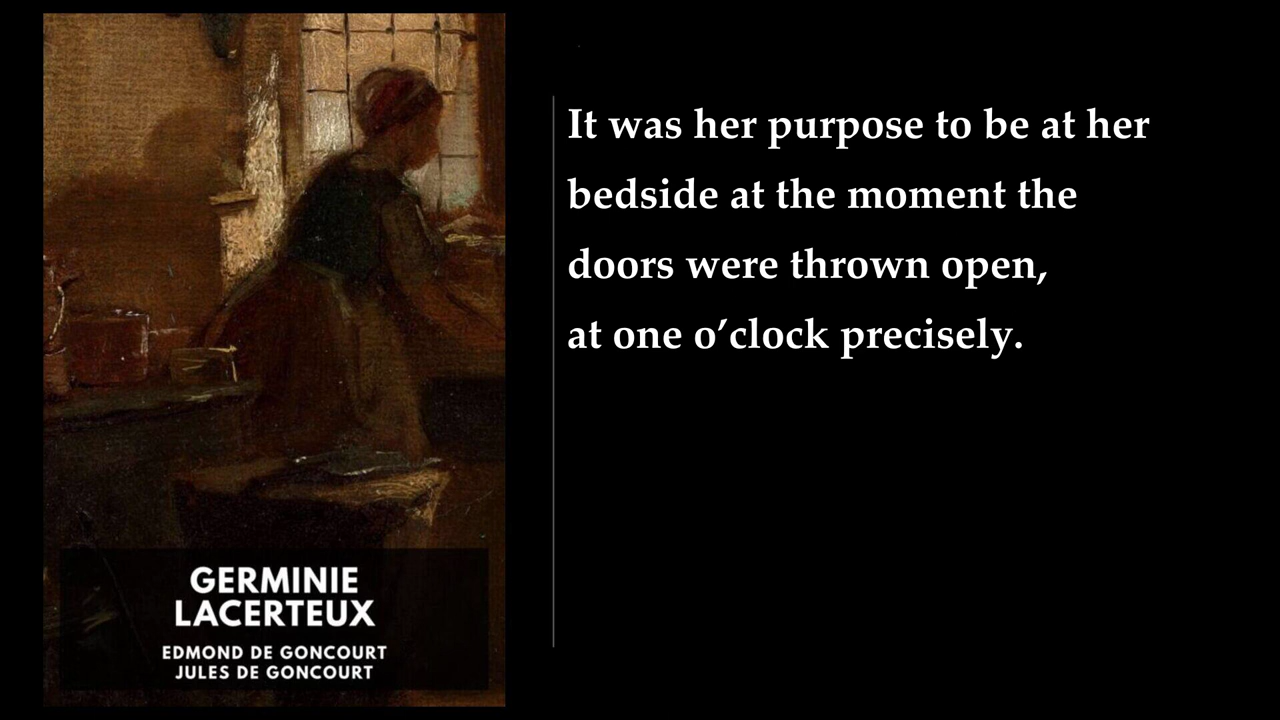 It was her purpose to be at her
bedside at the moment the
doors were thrown open,
at one o’clock precisely.
GERMINIE
LACERTEUX
EDMOND DE GONCOURT
JULES DE GONCOURT